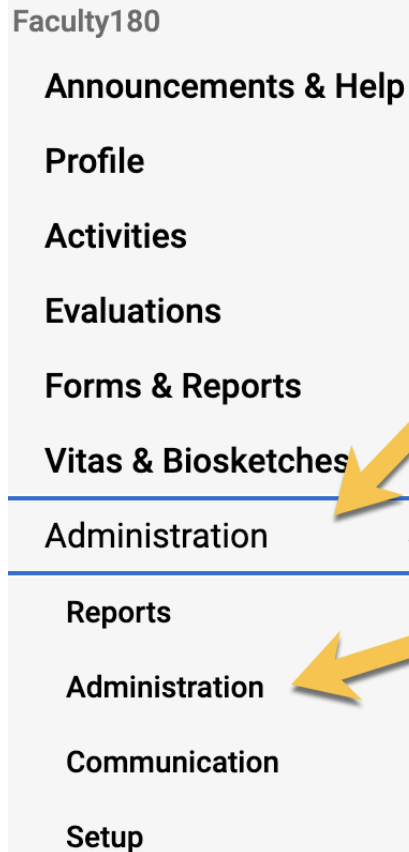 Faculty180
Announcements & Help
Profile
Activities
Evaluations
Forms & Reports
Vitas & Biosketches
Administration
Reports
Administration
Communication
Setup